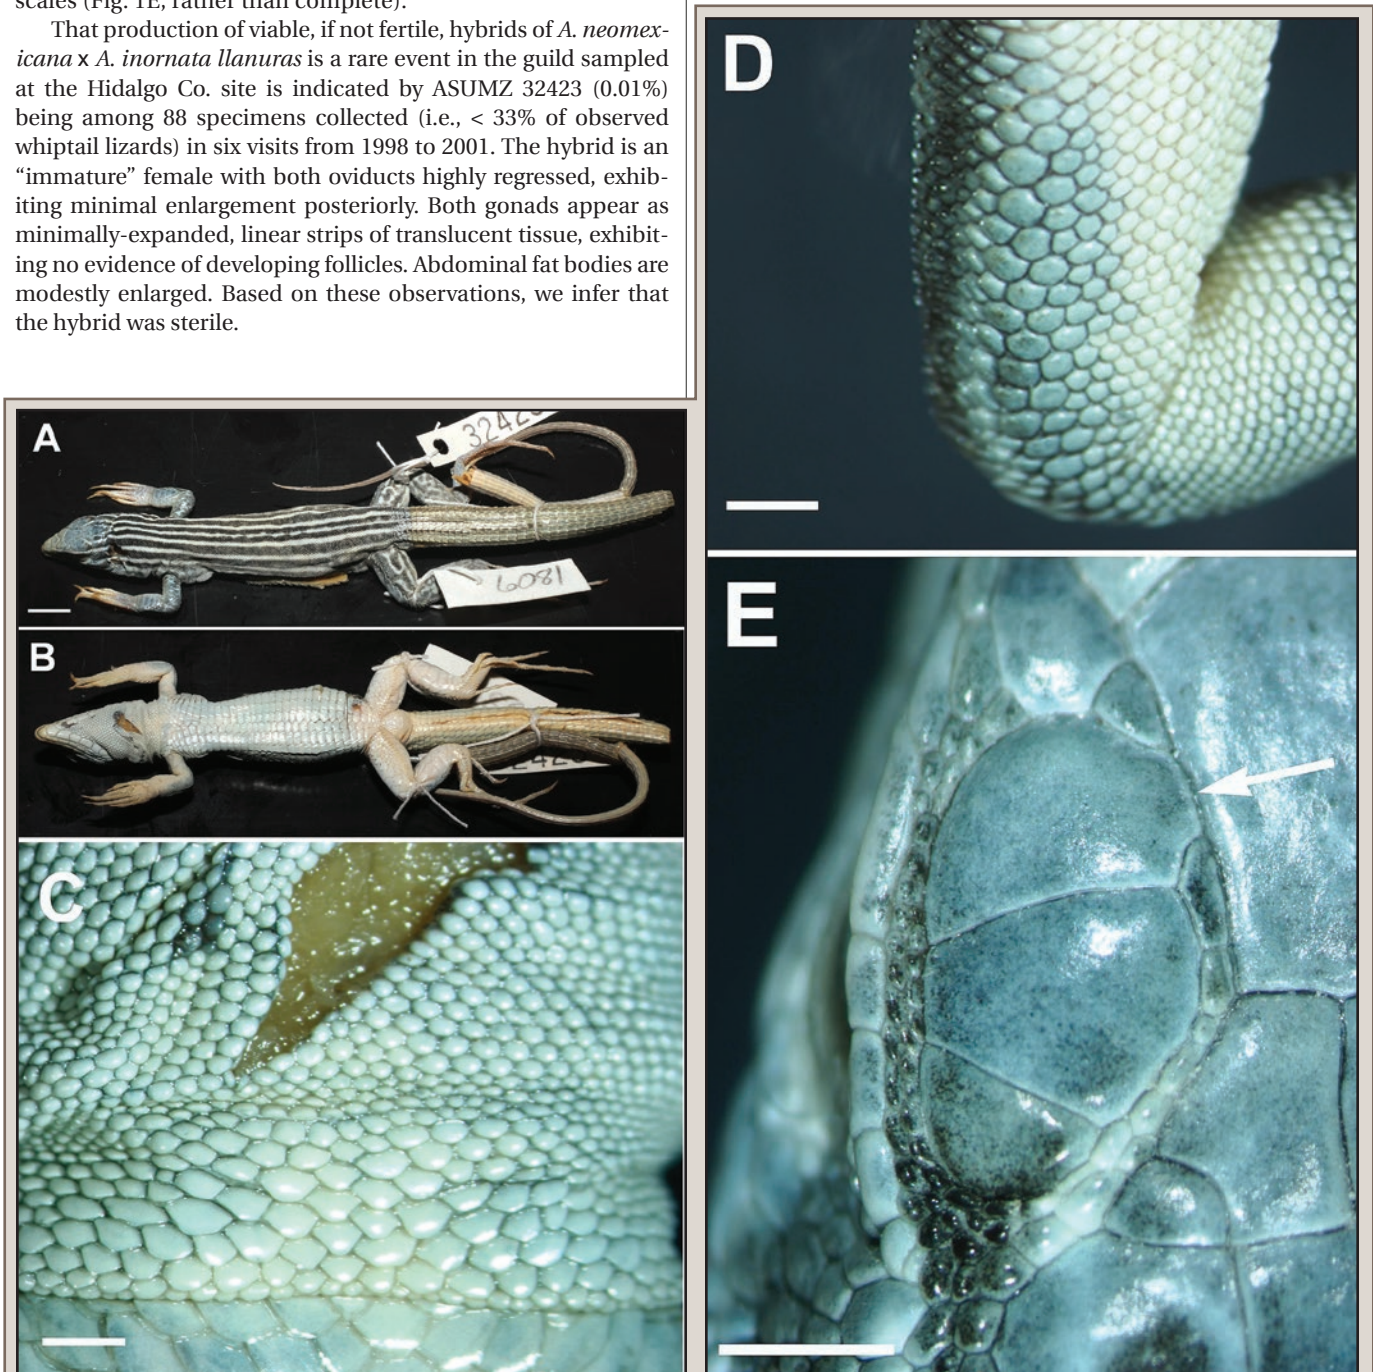 scales (Fig. 1E, rather than complete).
That production of viable, if not fertile, hybrids of A. neomex-
icana x A. inornata llanuras is a rare event in the guild sampled
at the Hidalgo Co. site is indicated by ASUMZ 32423 (0.01%)
being among 88 specimens collected (i.e., < 33% of observed
whiptail lizards) in six visits from 1998 to 2001. The hybrid is an
“immature” female with both oviducts highly regressed, exhib-
iting minimal enlargement posteriorly. Both gonads appear as
minimally-expanded, linear strips of translucent tissue, exhibit-
ing no evidence of developing follicles. Abdominal fat bodies are
modestly enlarged. Based on these observations, we infer that
the hybrid was sterile.
A
3242
6081
B
C
D
E